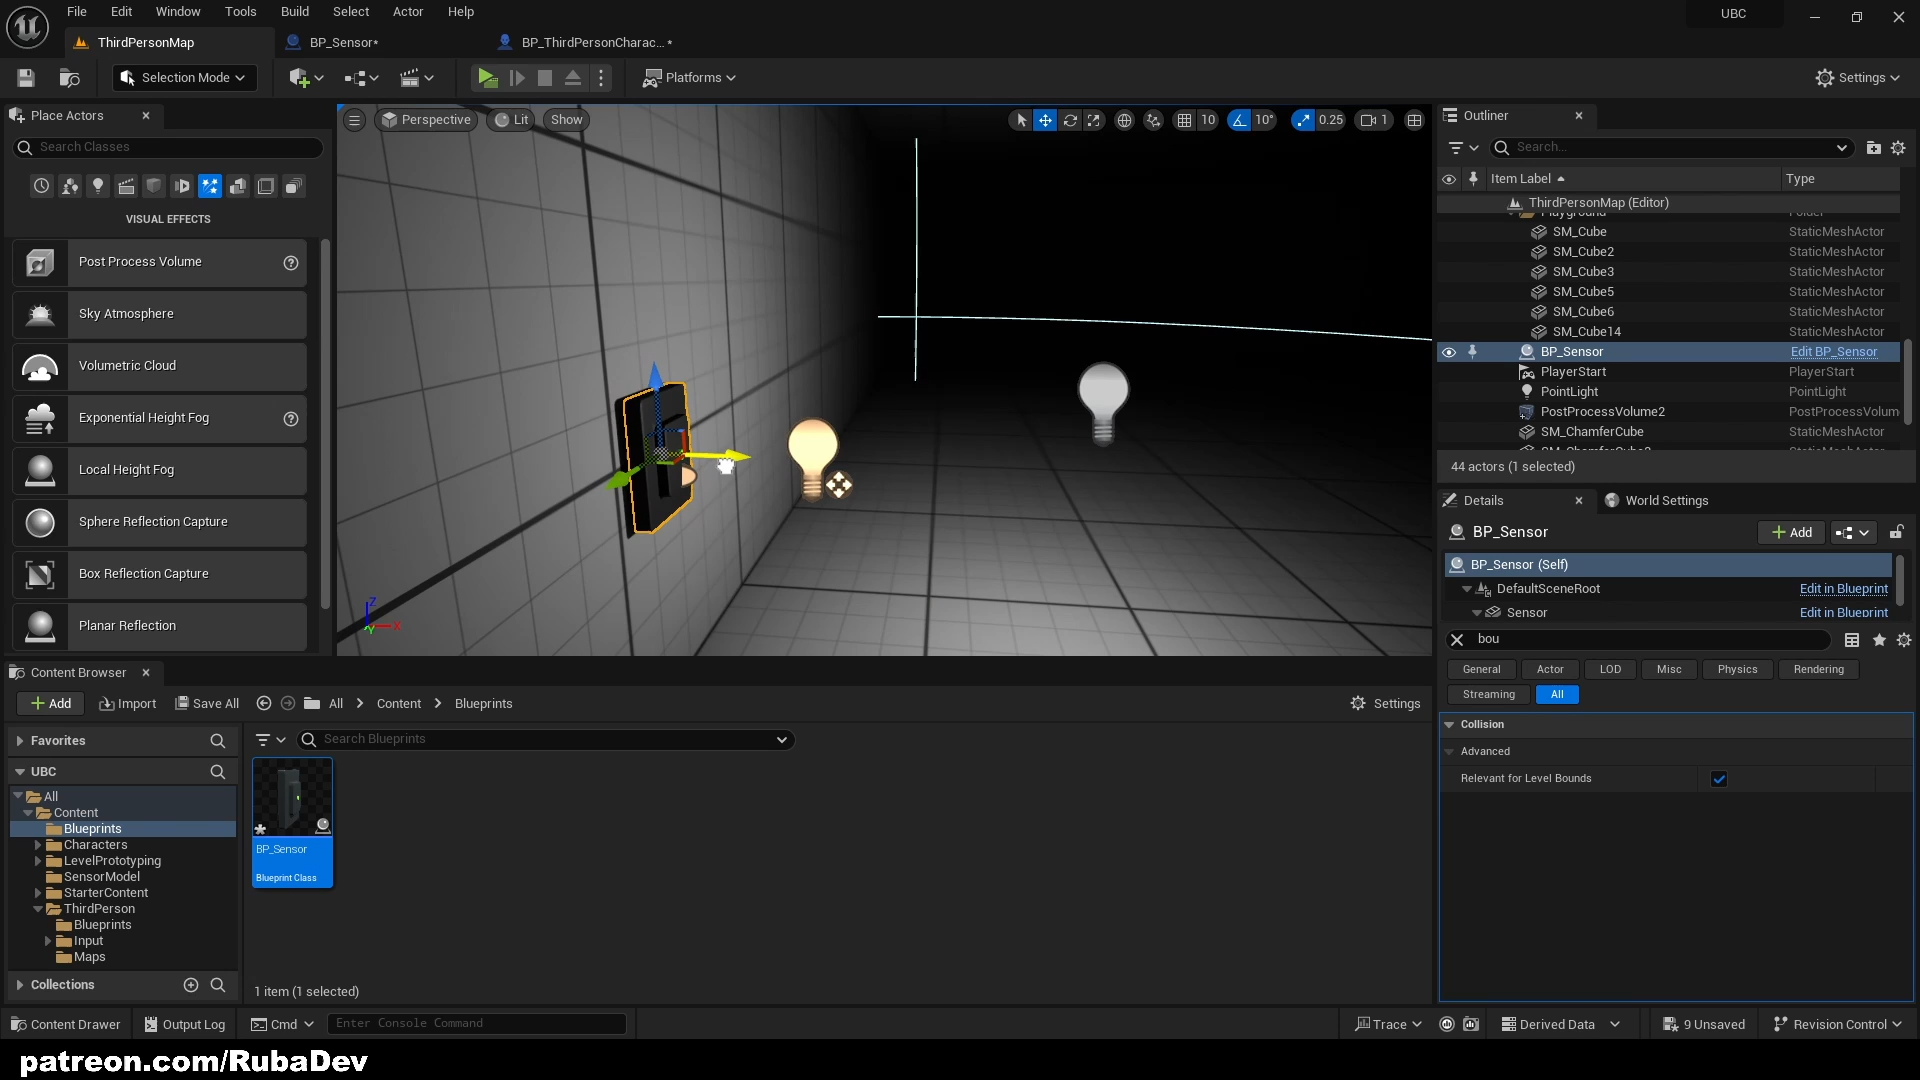 File Edit Window Tools Build Select Actor Help
UBC
ThirdPersonMap
BP_Sensor*
BP_ThirdPersonCharac... *
Selection Mode
Platforms
Settings
Place Actors
Search Classes
VISUAL EFFECTS
Post Process Volume
Sky Atmosphere
Volumetric Cloud
Exponential Height Fog
Local Height Fog
Sphere Reflection Capture
Box Reflection Capture
Planar Reflection
Perspective Lit Show
10 10° 0.25 1
Z
X
Y
Outliner
Search...
Item Label Type
ThirdPersonMap (Editor)
SM_Cube StaticMeshActor
SM_Cube2 StaticMeshActor
SM_Cube3 StaticMeshActor
SM_Cube5 StaticMeshActor
SM_Cube6 StaticMeshActor
SM_Cube14 StaticMeshActor
BP_Sensor Edit BP_Sensor
PlayerStart PlayerStart
PointLight PointLight
PostProcessVolume2 PostProcessVolum
SM_ChamferCube StaticMeshActor
44 actors (1 selected)
Details World Settings
BP_Sensor
Add
BP_Sensor (Self)
DefaultSceneRoot Edit in Blueprint
Sensor Edit in Blueprint
bou
General Actor LOD Misc Physics Rendering
Streaming All
Collision
Advanced
Relevant for Level Bounds
Content Browser
Add Import Save All All > Content > Blueprints
Settings
Favorites
Search Blueprints
UBC
All
Content
Blueprints
Characters
LevelPrototyping
SensorModel
StarterContent
ThirdPerson
Blueprints
Input
Maps
Collections
BP_Sensor
Blueprint Class
1 item (1 selected)
Content Drawer Output Log Cmd Enter Console Command
Trace Derived Data 9 Unsaved Revision Control
patreon.com/RubaDev